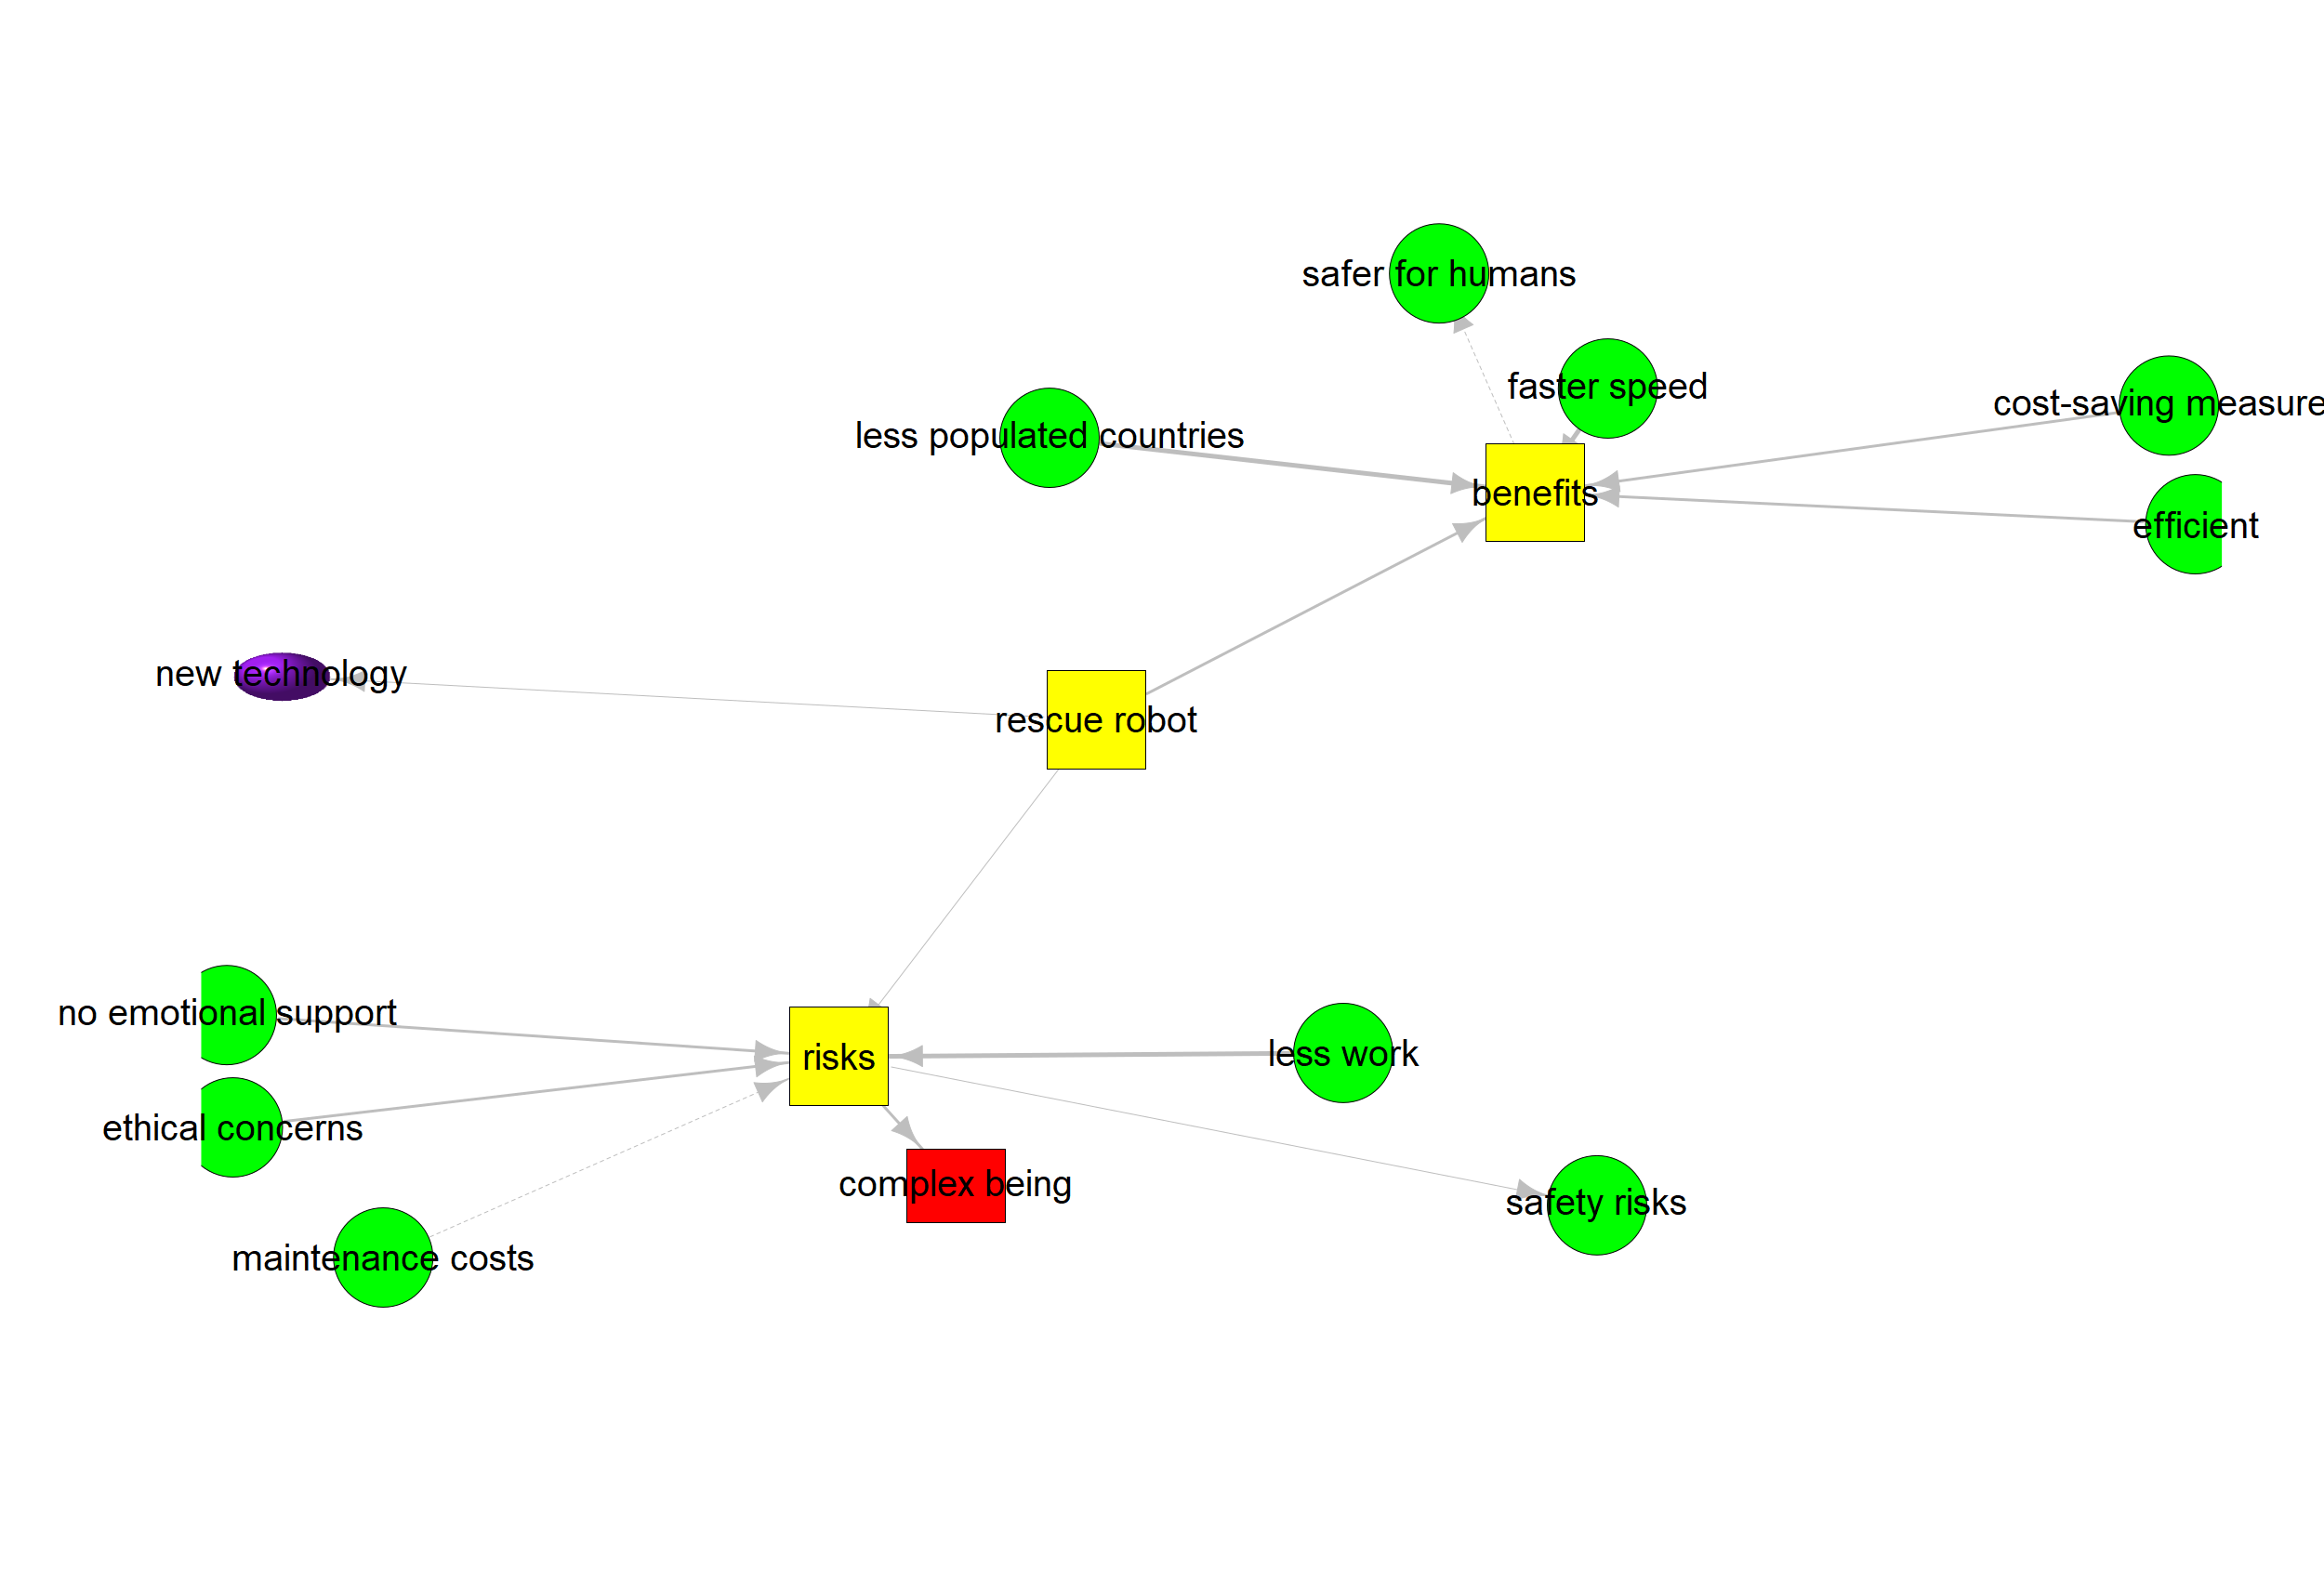 safer for humans
faster speed
cost-saving measure
less populated countries
benefits
efficient
new technology
rescue robot
no emotional support
risks
less work
ethical concerns
complex being
safety risks
maintenance costs